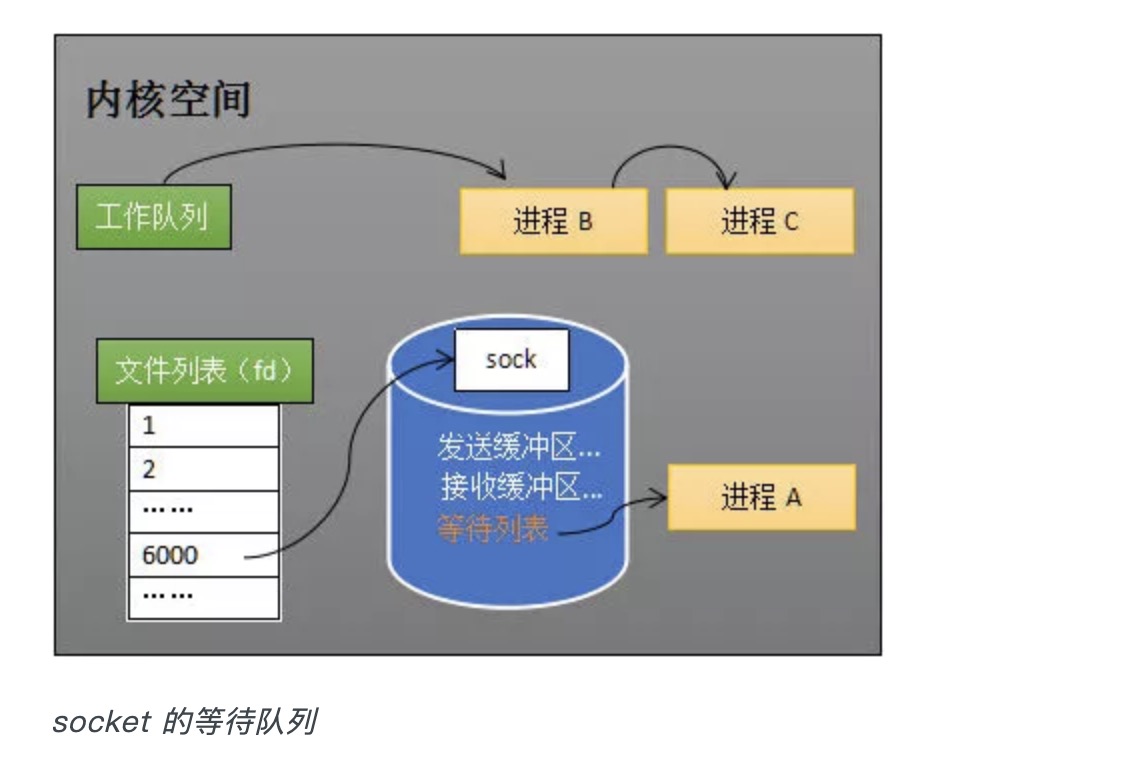 内核空间
工作队列
进程 B
进程 C
文件列表（fd）
1
2
……
6000
……
sock
发送缓冲区...
接收缓冲区...
等待列表
进程 A
socket 的等待队列